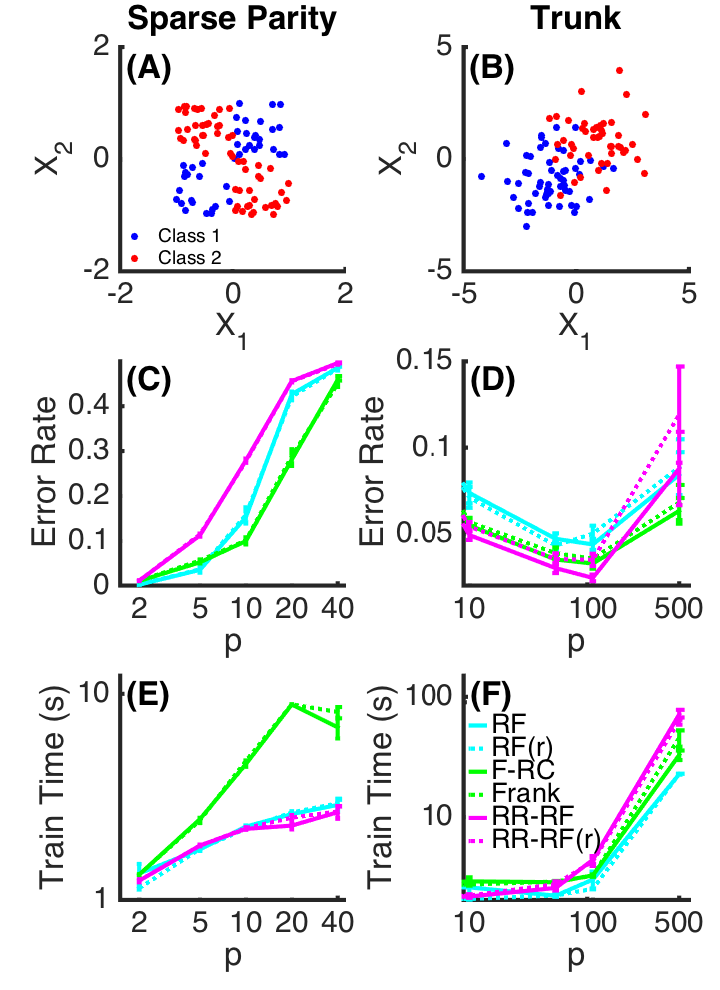 Sparse Parity
Trunk
(A)
2
0
-2
X2
-2 0 2
X1
Class 1
Class 2
(B)
5
0
-5
X2
-5 0 5
X1
(C)
0.4
0.3
0.2
0.1
0
Error Rate
2 5 10 20 40
p
(D)
0.15
0.1
0.05
Error Rate
10 100 500
p
(E)
10
1
Train Time (s)
2 5 10 20 40
p
(F)
100
10
Train Time (s)
RF
RF(r)
F-RC
Frank
RR-RF
RR-RF(r)
10 100 500
p